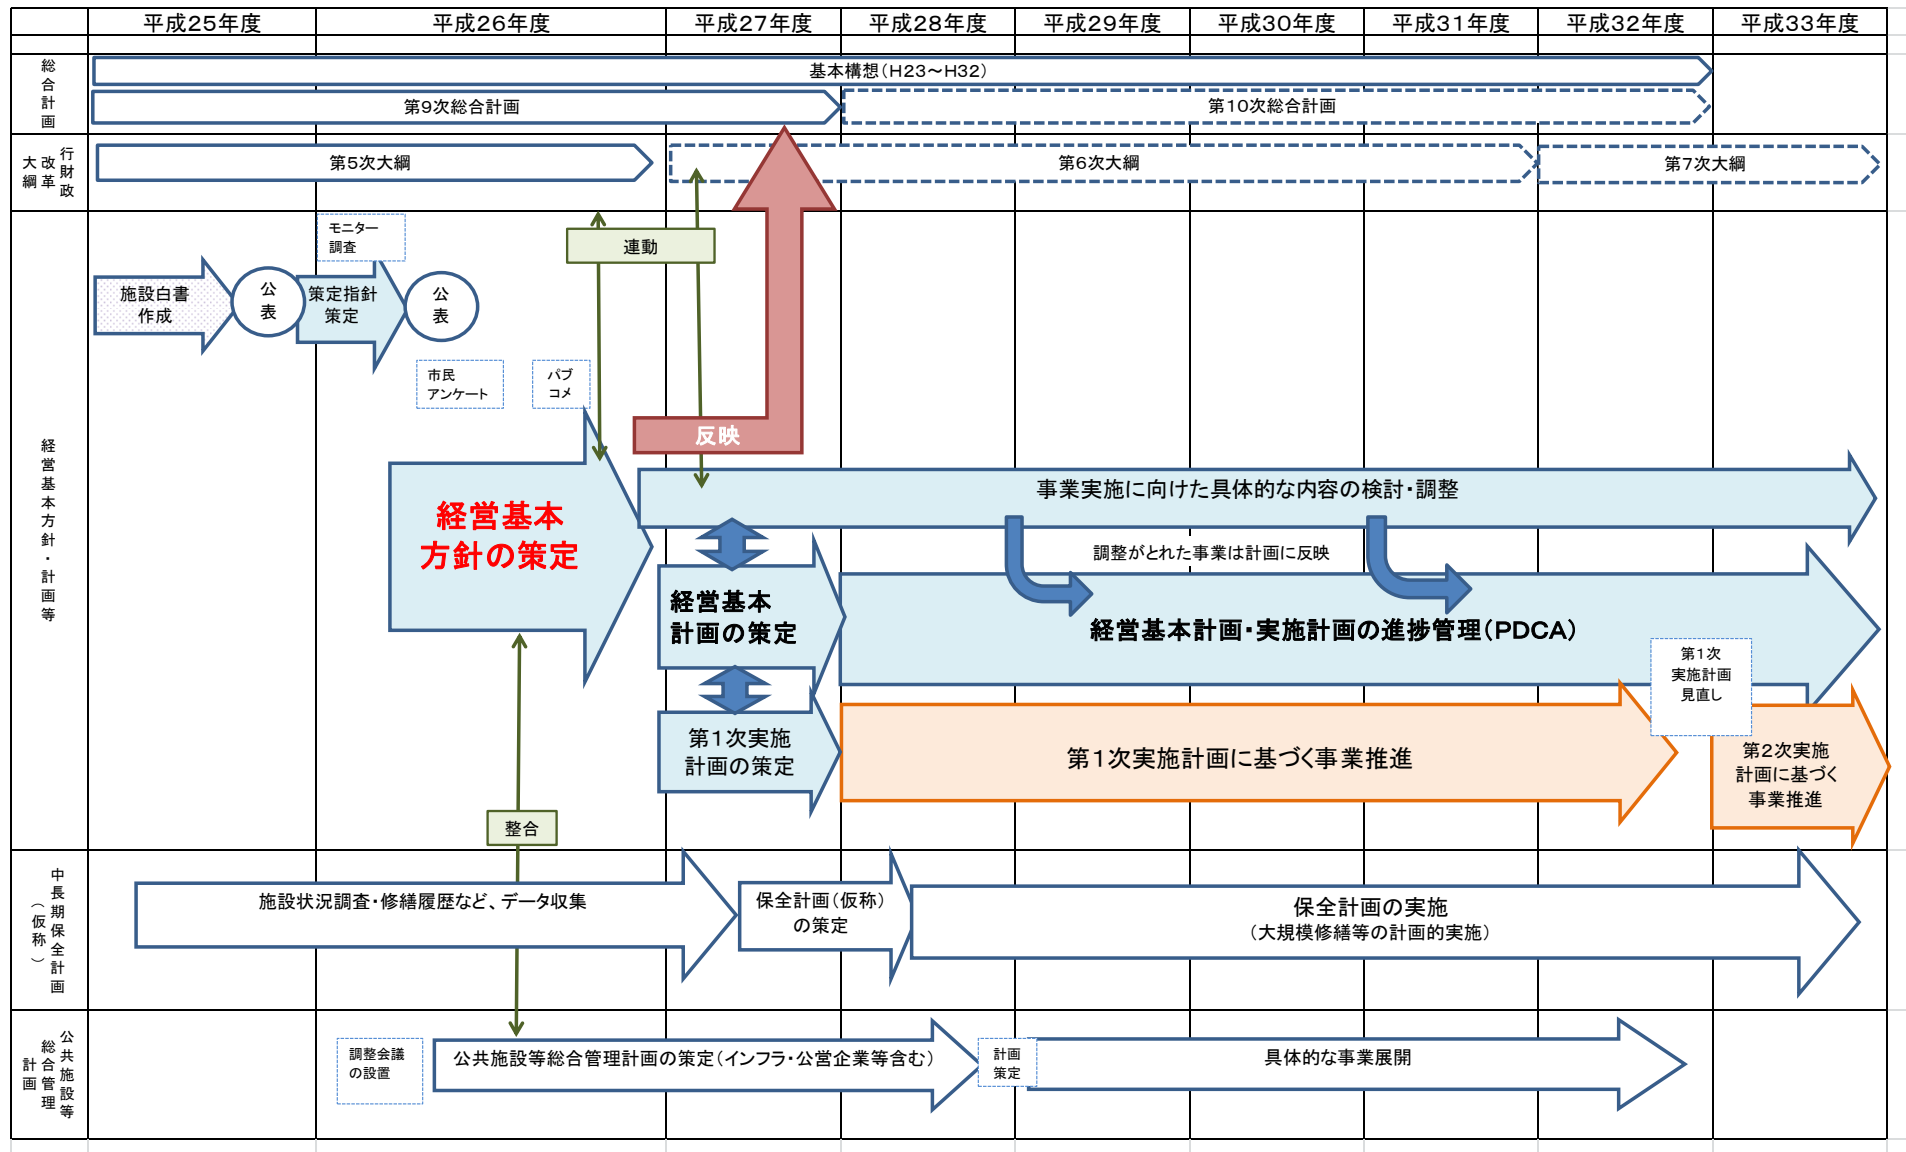 平成25年度
平成26年度
平成27年度
平成28年度
平成29年度
平成30年度
平成31年度
平成32年度
平成33年度
総合計画
基本構想（H23～H32）
第9次総合計画
第10次総合計画
行財政
改革
大綱
第5次大綱
第6次大綱
第7次大綱
経営基本方針・計画等
モニター
調査
連動
施設白書
作成
公
表
策定指針
策定
公
表
市民
アンケート
パブ
コメ
反映
経営基本
方針の策定
事業実施に向けた具体的な内容の検討・調整
調整がとれた事業は計画に反映
経営基本
計画の策定
経営基本計画・実施計画の進捗管理（PDCA）
第1次
実施計画
見直し
第1次実施
計画の策定
第1次実施計画に基づく事業推進
第2次実施
計画に基づく
事業推進
整合
中長期保全計画
（仮称）
施設状況調査・修繕履歴など、データ収集
保全計画（仮称）
の策定
保全計画の実施
（大規模修繕等の計画的実施）
公共施設等
総合管理
計画
調整会議
の設置
公共施設等総合管理計画の策定（インフラ・公営企業等含む）
計画
策定
具体的な事業展開